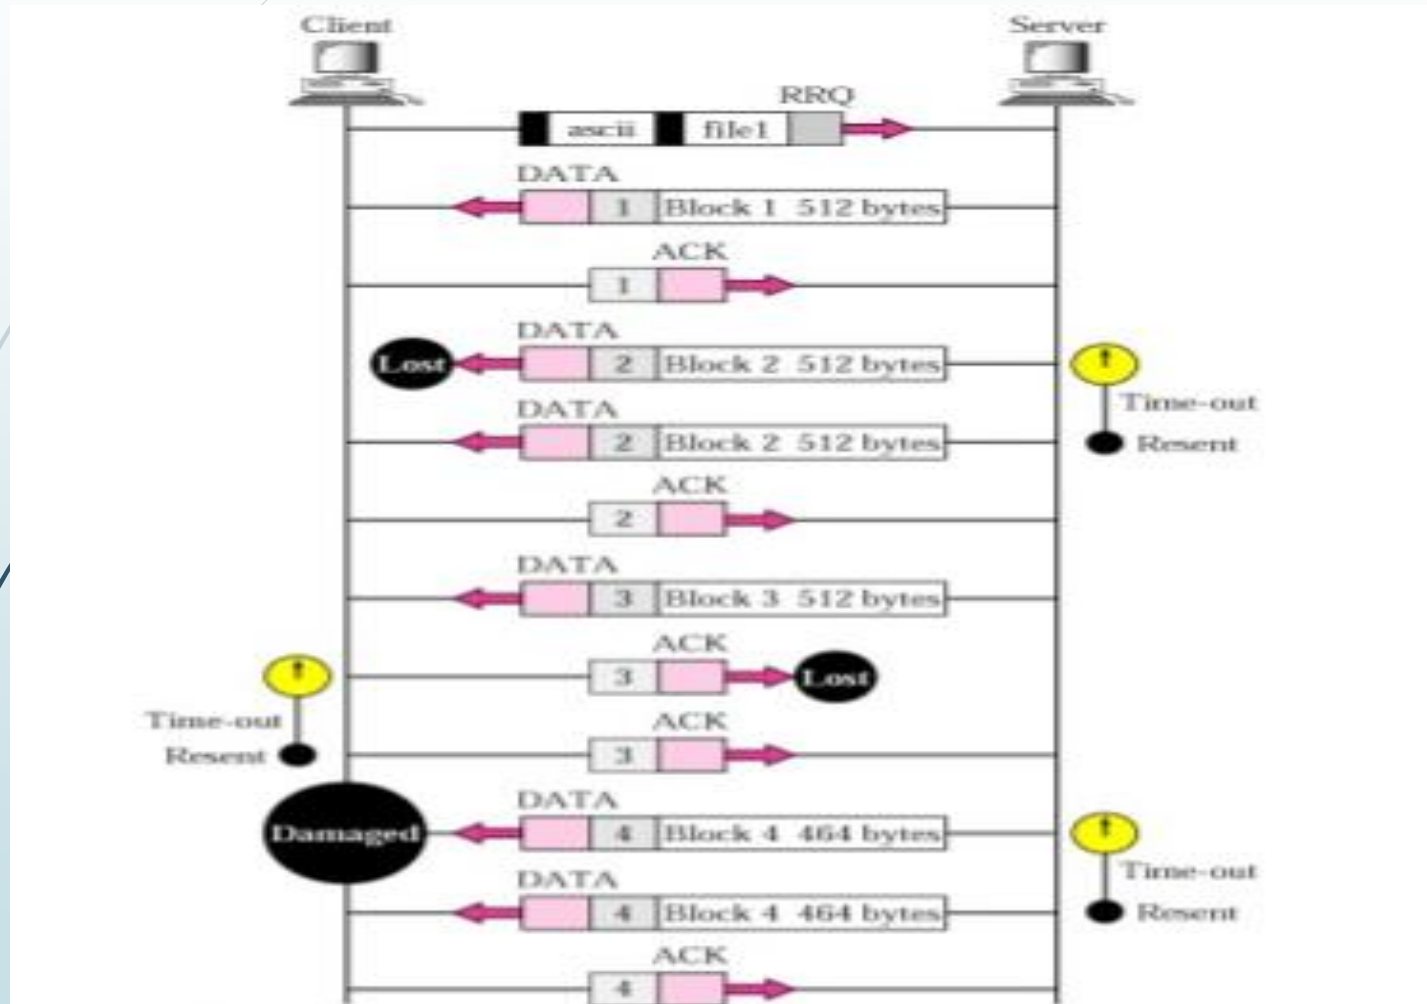 Client Server
RRQ
ascii file1
DATA
1 Block 1 512 bytes
ACK
1
DATA
Lost 2 Block 2 512 bytes
Time-out
DATA
2 Block 2 512 bytes Resent
ACK
2
DATA
3 Block 3 512 bytes
ACK
3 Lost
Time-out ACK
Resent 3
DATA
Damaged 4 Block 4 464 bytes
Time-out
DATA
4 Block 4 464 bytes Resent
ACK
4